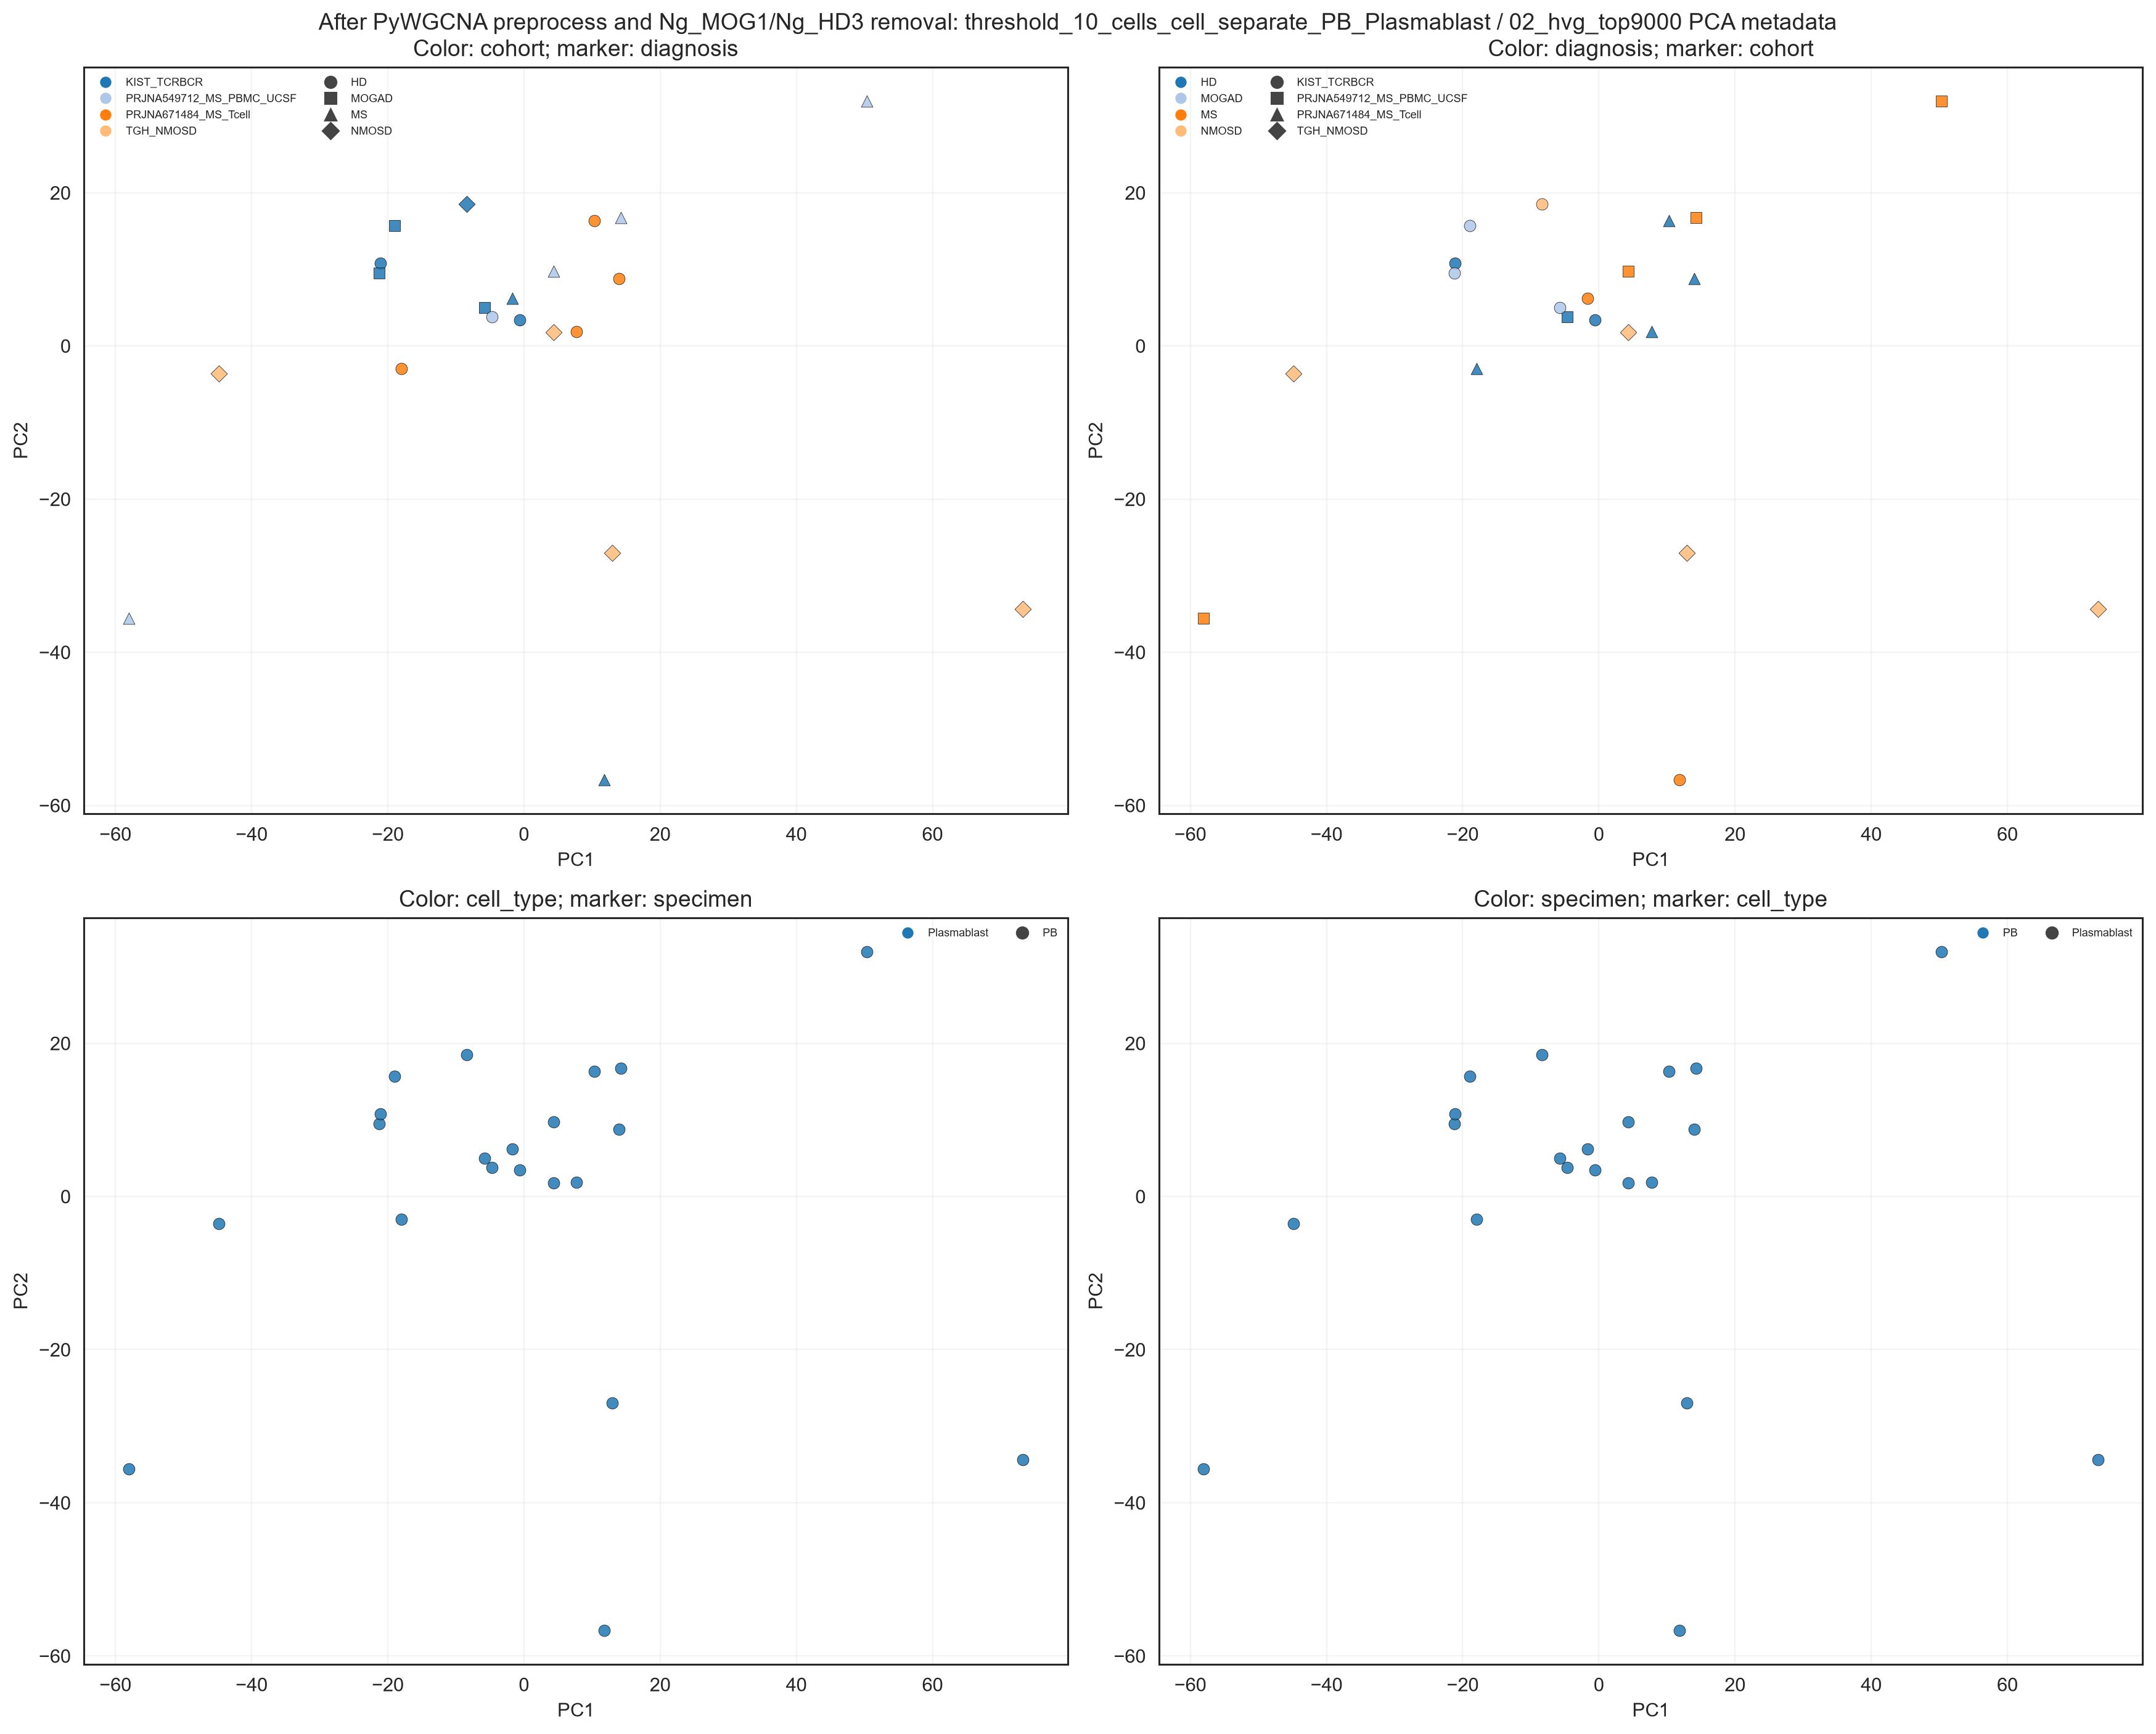 After PyWGCNA preprocess and Ng_MOG1/Ng_HD3 removal: threshold_10_cells_cell_separate_PB_Plasmablast / 02_hvg_top9000 PCA metadata
Color: cohort; marker: diagnosis
KIST_TCRBCR
PRJNA549712_MS_PBMC_UCSF
PRJNA671484_MS_Tcell
TGH_NMOSD
HD
MOGAD
MS
NMOSD
20
0
−20
−40
−60
PC2
−60 −40 −20 0 20 40 60
PC1
Color: diagnosis; marker: cohort
HD
MOGAD
MS
NMOSD
KIST_TCRBCR
PRJNA549712_MS_PBMC_UCSF
PRJNA671484_MS_Tcell
TGH_NMOSD
20
0
−20
−40
−60
PC2
−60 −40 −20 0 20 40 60
PC1
Color: cell_type; marker: specimen
Plasmablast PB
20
0
−20
−40
−60
PC2
−60 −40 −20 0 20 40 60
PC1
Color: specimen; marker: cell_type
PB Plasmablast
20
0
−20
−40
−60
PC2
−60 −40 −20 0 20 40 60
PC1